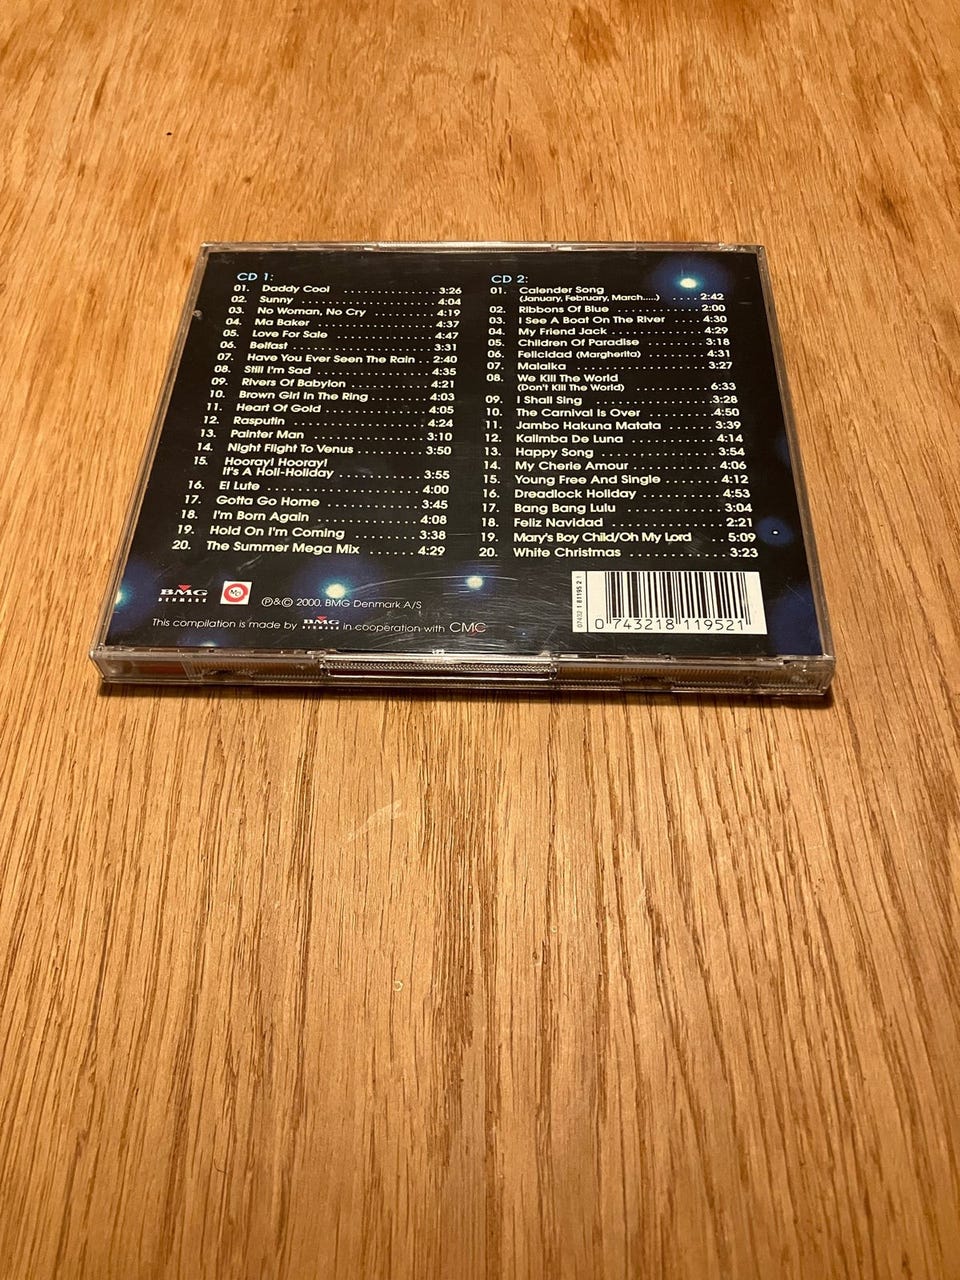 CD 1:
01. Daddy Cool .................... 3:26
02. Sunny ........................... 4:04
03. No Woman, No Cry ........... 4:19
04. Ma Baker ....................... 4:37
05. Love For Sale .................. 4:47
06. Belfast .......................... 3:31
07. Have You Ever Seen The Rain .. 2:40
08. Still I'm Sad ................... 4:35
09. Rivers Of Babylon ............. 4:21
10. Brown Girl In The Ring ........ 4:03
11. Heart Of Gold .................. 4:05
12. Rasputin ........................ 4:24
13. Painter Man .................... 3:10
14. Night Flight To Venus .......... 3:50
15. Hooray! Hooray!
It's A Holi-Holiday .............. 3:55
16. El Lute .......................... 4:00
17. Gotta Go Home ................ 3:45
18. I'm Born Again ................. 4:08
19. Hold On I'm Coming .......... 3:38
20. The Summer Mega Mix ........ 4:29
CD 2:
01. Calender Song
(January, February, March.....) .... 2:42
02. Ribbons Of Blue ............... 2:00
03. I See A Boat On The River ..... 4:30
04. My Friend Jack ................. 4:29
05. Children Of Paradise .......... 3:18
06. Felicidad (Margherita) .......... 4:31
07. Malaika ......................... 3:27
08. We Kill The World
(Don't Kill The World) ............ 6:33
09. I Shall Sing ..................... 3:28
10. The Carnival Is Over .......... 4:50
11. Jambo Hakuna Matata ........ 3:39
12. Kalimba De Luna .............. 4:14
13. Happy Song .................... 3:54
14. My Cherie Amour .............. 4:06
15. Young Free And Single ........ 4:12
16. Dreadlock Holiday ............ 4:53
17. Bang Bang Lulu ................ 3:04
18. Feliz Navidad .................. 2:21
19. Mary's Boy Child/Oh My Lord .. 5:09
20. White Christmas ............... 3:23
BMG
DENMARK
℗&© 2000, BMG Denmark A/S
This compilation is made by BMG DENMARK in cooperation with CMC
07432 1 81195 2 1
0 743218 119521